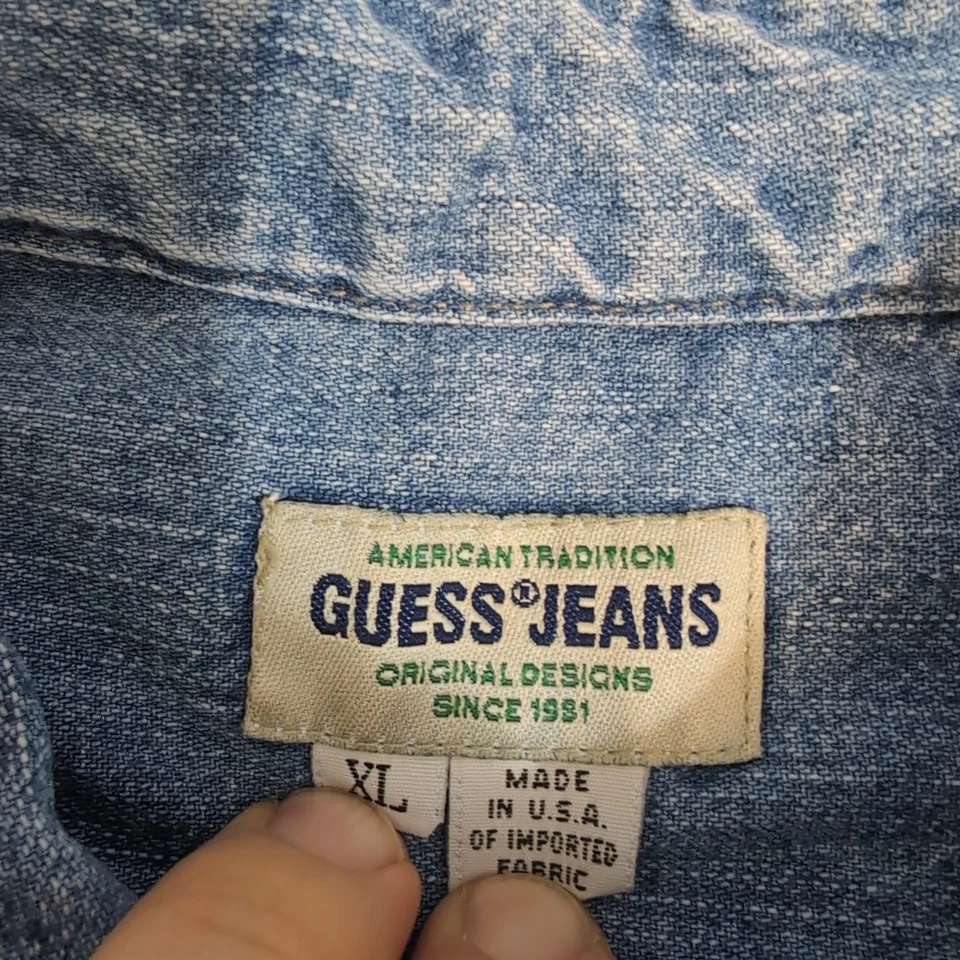 AMERICAN TRADITION
GUESS® JEANS
ORIGINAL DESIGNS
SINCE 1981
XL
MADE
IN U.S.A.
OF IMPORTED
FABRIC